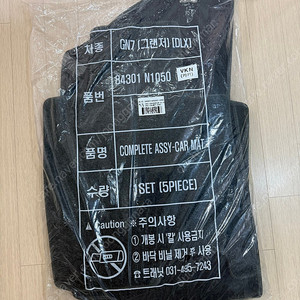 차종 GN7 (그랜저) (DLX)
품번 84301 N1050 VKN
품명 COMPLETE ASSY-CAR MAT
수량 1SET (5PIECE)
Caution ※주의사항
① 개봉 시 '칼' 사용금지
② 바닥 비닐 제거 후 사용
트래닛 031-495-7243